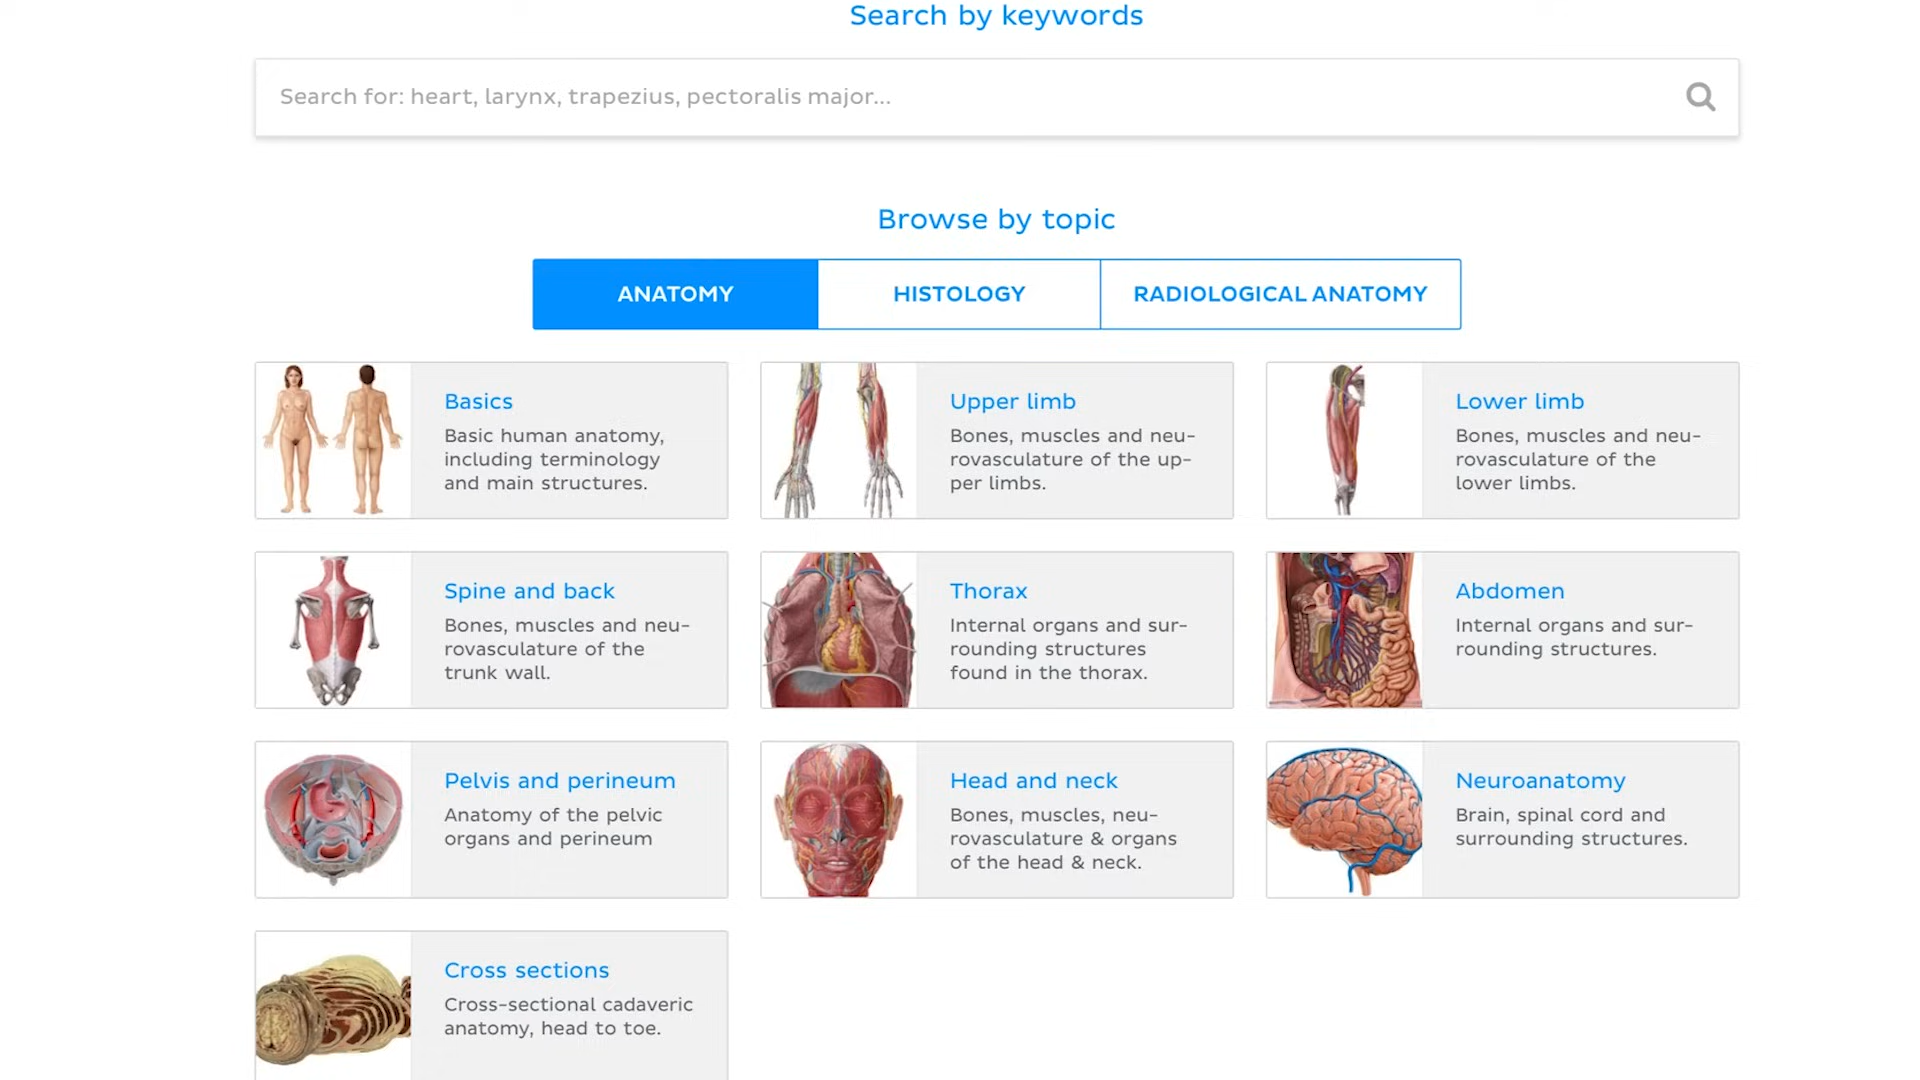 Search by keywords
Search for: heart, larynx, trapezius, pectoralis major...
Browse by topic
ANATOMY
HISTOLOGY
RADIOLOGICAL ANATOMY
Basics
Basic human anatomy,
including terminology
and main structures.
Upper limb
Bones, muscles and neu-
rovasculature of the up-
per limbs.
Lower limb
Bones, muscles and neu-
rovasculature of the
lower limbs.
Spine and back
Bones, muscles and neu-
rovasculature of the
trunk wall.
Thorax
Internal organs and sur-
rounding structures
found in the thorax.
Abdomen
Internal organs and sur-
rounding structures.
Pelvis and perineum
Anatomy of the pelvic
organs and perineum
Head and neck
Bones, muscles, neu-
rovasculature & organs
of the head & neck.
Neuroanatomy
Brain, spinal cord and
surrounding structures.
Cross sections
Cross-sectional cadaveric
anatomy, head to toe.